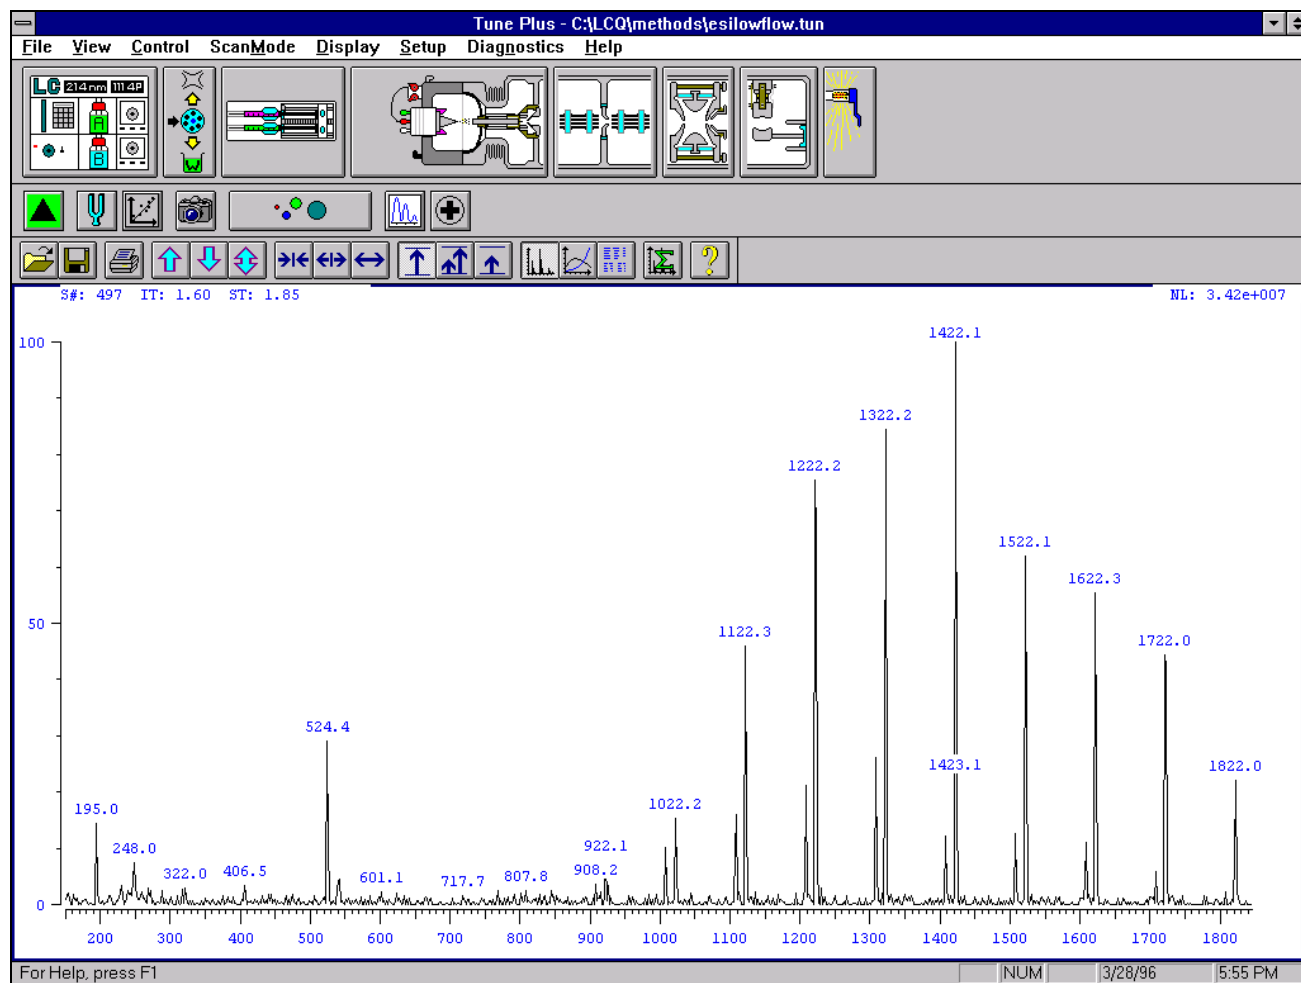 Tune Plus - C:\LCQ\methods\esilowflow.tun
File View Control ScanMode Display Setup Diagnostics Help
LC 214nm 1114P
A
B
W
S#: 497 IT: 1.60 ST: 1.85 NL: 3.42e+007
1422.1
100
1322.2
1222.2
1522.1
1622.3
50
1122.3
1722.0
524.4
1423.1
1822.0
195.0
1022.2
248.0
922.1
322.0
406.5
601.1
717.7
807.8
908.2
0
200 300 400 500 600 700 800 900 1000 1100 1200 1300 1400 1500 1600 1700 1800
For Help, press F1 NUM 3/28/96 5:55 PM